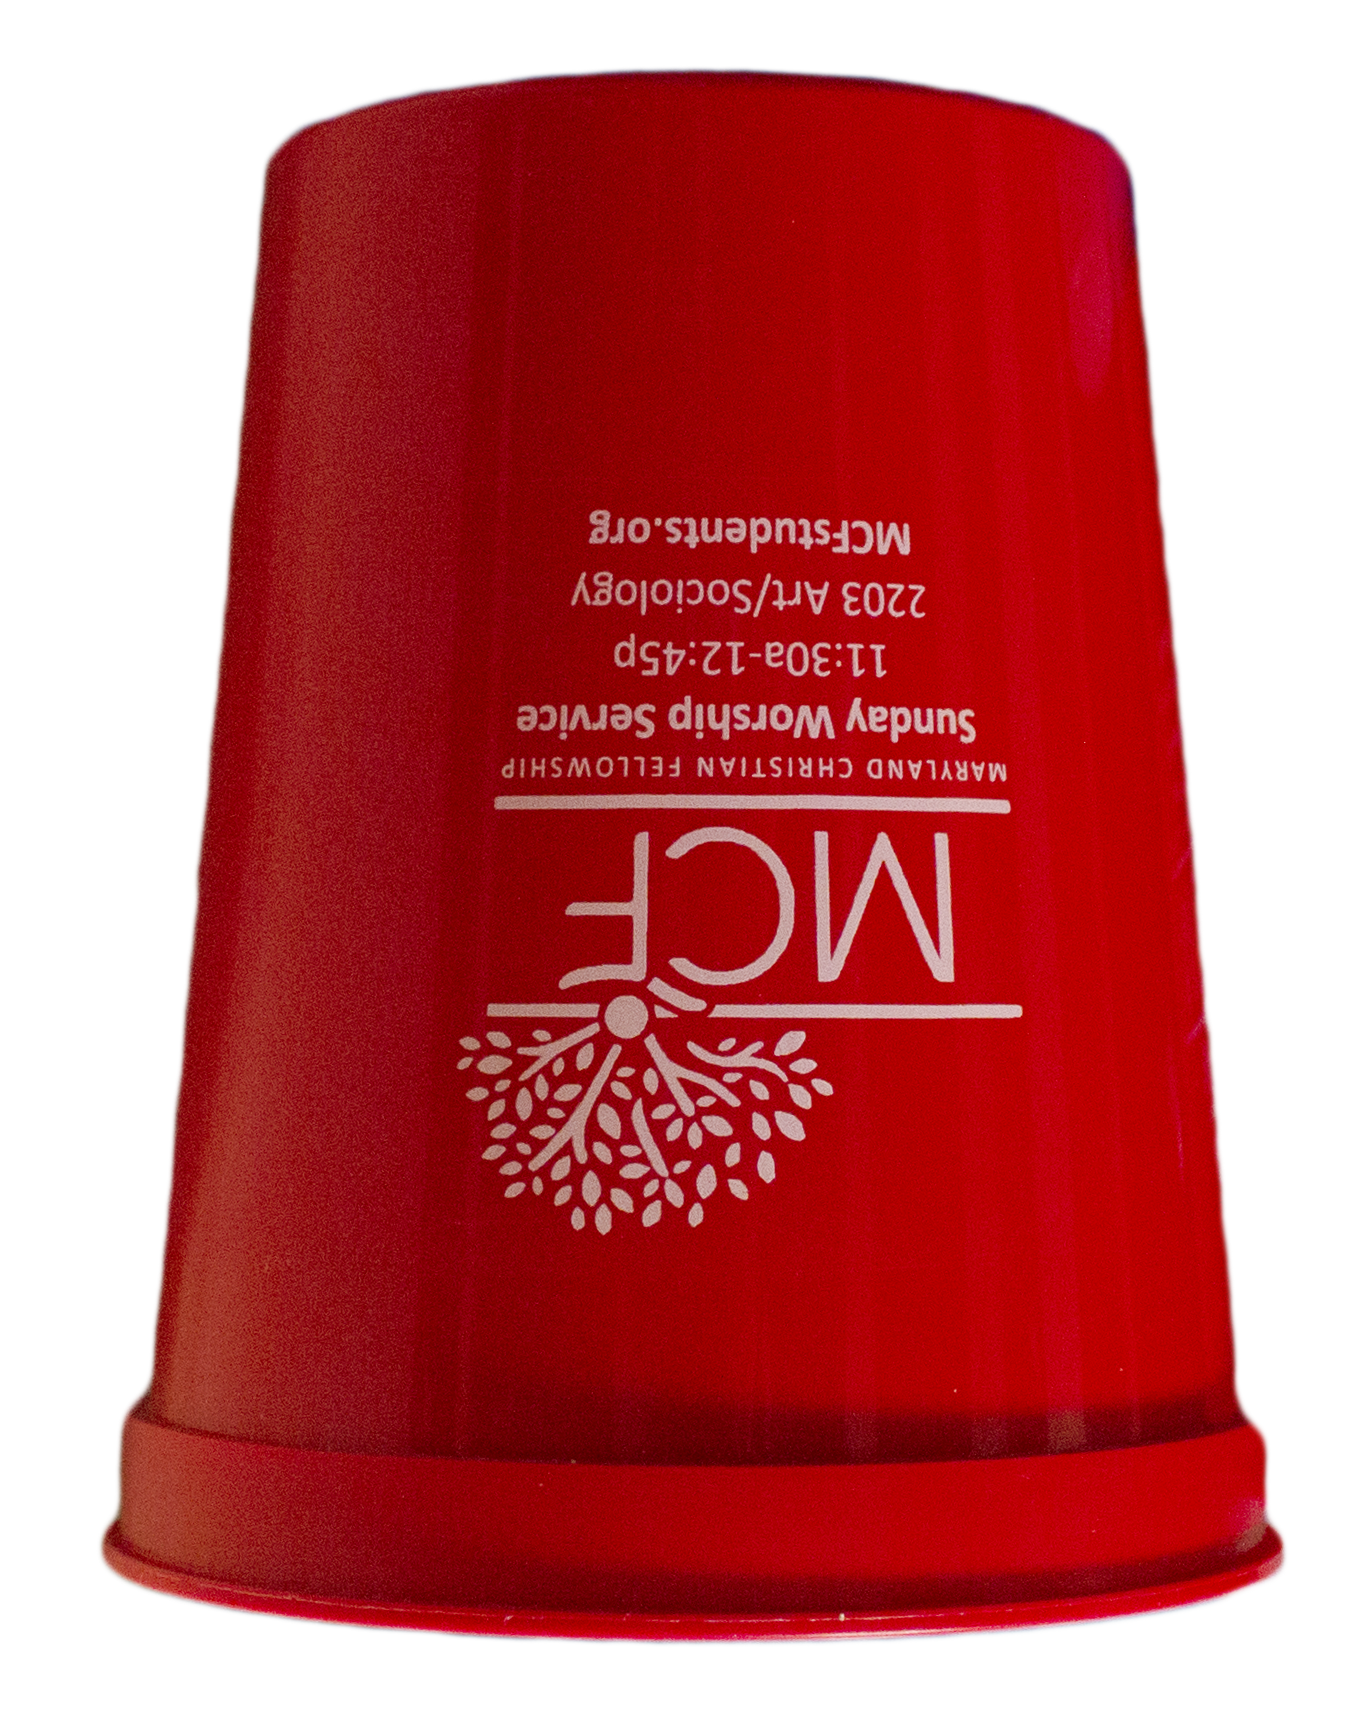 MCF
MARYLAND CHRISTIAN FELLOWSHIP
Sunday Worship Service
11:30a-12:45p
2203 Art/Sociology
MCFstudents.org